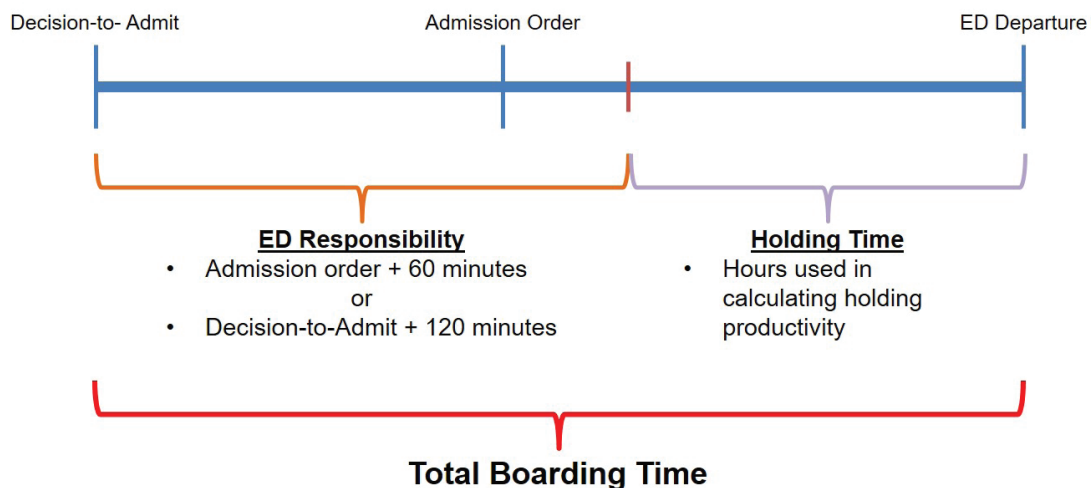 Decision-to- Admit
Admission Order
ED Departure
ED Responsibility
• Admission order + 60 minutes
or
• Decision-to-Admit + 120 minutes
Holding Time
• Hours used in
calculating holding
productivity
Total Boarding Time